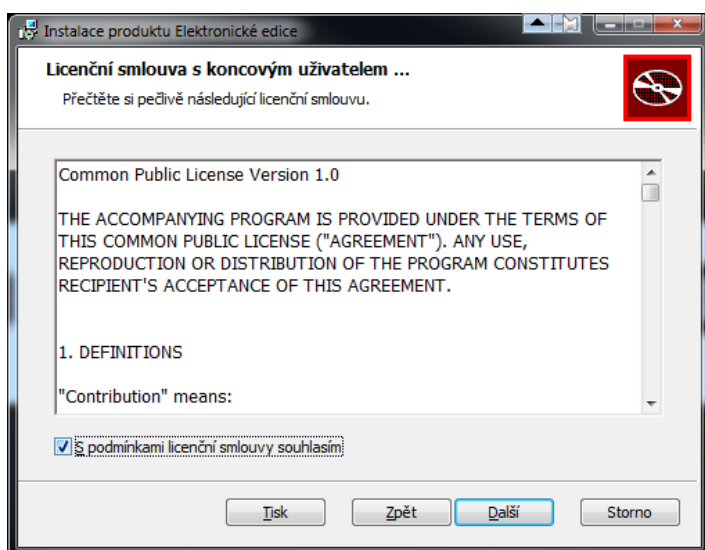 Instalace produktu Elektronické edice
Licenční smlouva s koncovým uživatelem ...
Přečtěte si pečlivě následující licenční smlouvu.
Common Public License Version 1.0
THE ACCOMPANYING PROGRAM IS PROVIDED UNDER THE TERMS OF
THIS COMMON PUBLIC LICENSE ("AGREEMENT"). ANY USE,
REPRODUCTION OR DISTRIBUTION OF THE PROGRAM CONSTITUTES
RECIPIENT'S ACCEPTANCE OF THIS AGREEMENT.
1. DEFINITIONS
"Contribution" means:
S podmínkami licenční smlouvy souhlasím
Tisk Zpět Další Storno